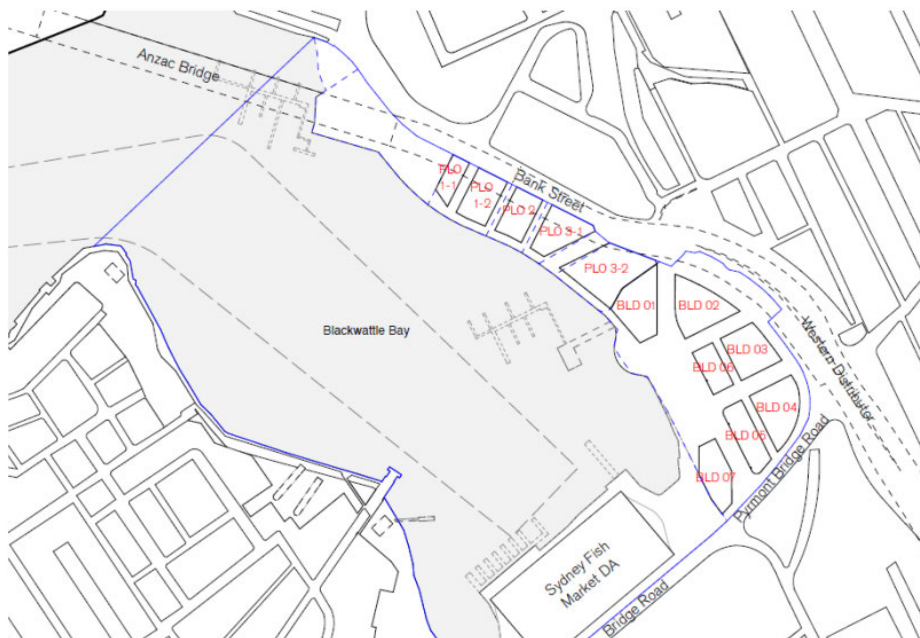 Anzac Bridge
Bank Street
PLO
1-1
PLO
1-2
PLO 2
PLO 3-1
PLO 3-2
BLD 01
BLD 02
Blackwattle Bay
BLD 03
BLD 06
Western Distributor
BLD 04
BLD 05
BLD 07
Pyrmont Bridge Road
Sydney Fish
Market DA
Bridge Road